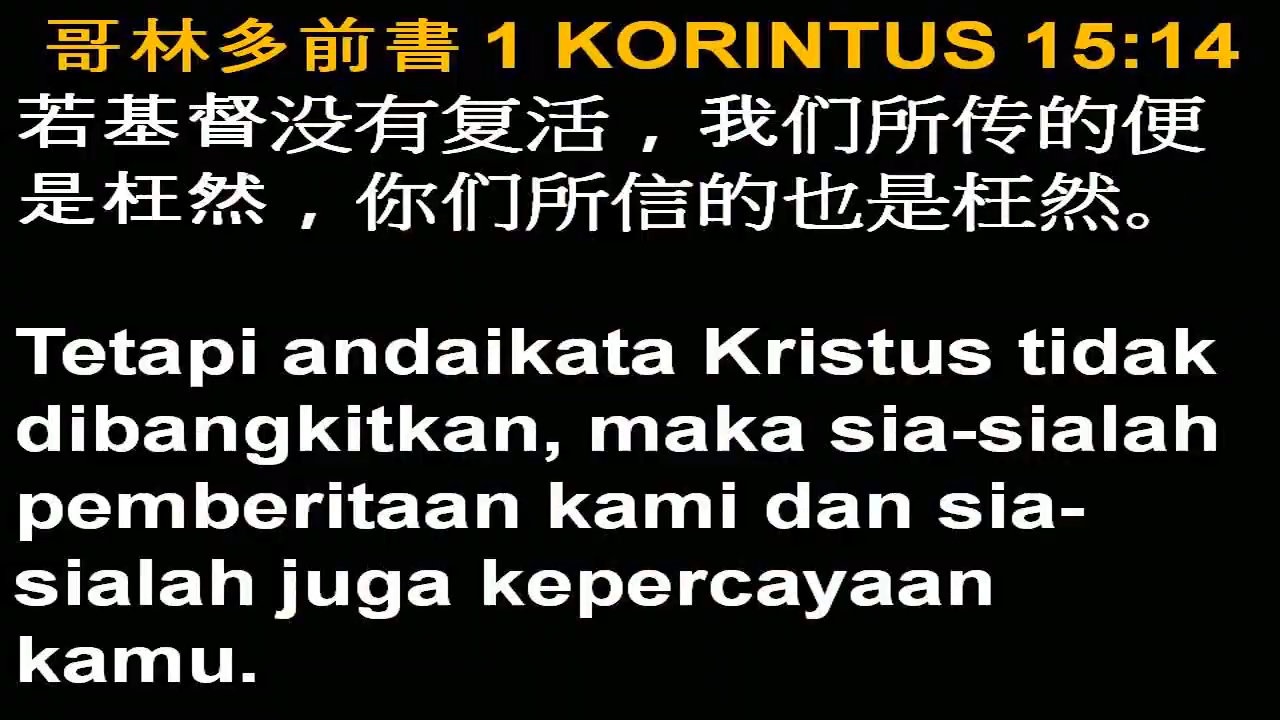 哥林多前書 1 KORINTUS 15:14
若基督没有复活，我们所传的便
是枉然，你们所信的也是枉然。
Tetapi andaikata Kristus tidak
dibangkitkan, maka sia-sialah
pemberitaan kami dan sia-
sialah juga kepercayaan
kamu.